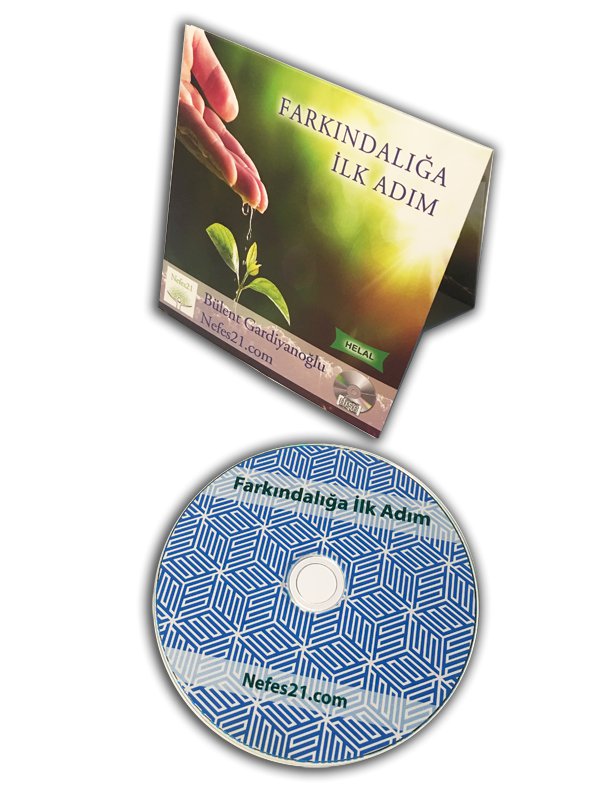 FARKINDALIĞA
İLK ADIM
Nefes21
Bülent Gardiyanoğlu
Nefes21.com
HELAL
Farkındalığa İlk Adım
Nefes21.com